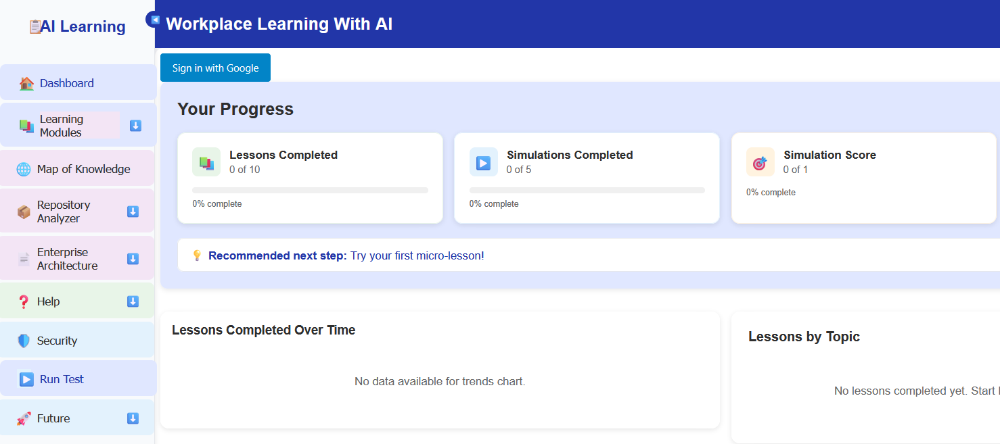 AI Learning
Workplace Learning With AI
Sign in with Google
Dashboard
Learning
Modules
Map of Knowledge
Repository
Analyzer
Enterprise
Architecture
Help
Security
Run Test
Future
Your Progress
Lessons Completed
0 of 10
0% complete
Simulations Completed
0 of 5
0% complete
Simulation Score
0 of 1
0% complete
Recommended next step: Try your first micro-lesson!
Lessons Completed Over Time
No data available for trends chart.
Lessons by Topic
No lessons completed yet. Start